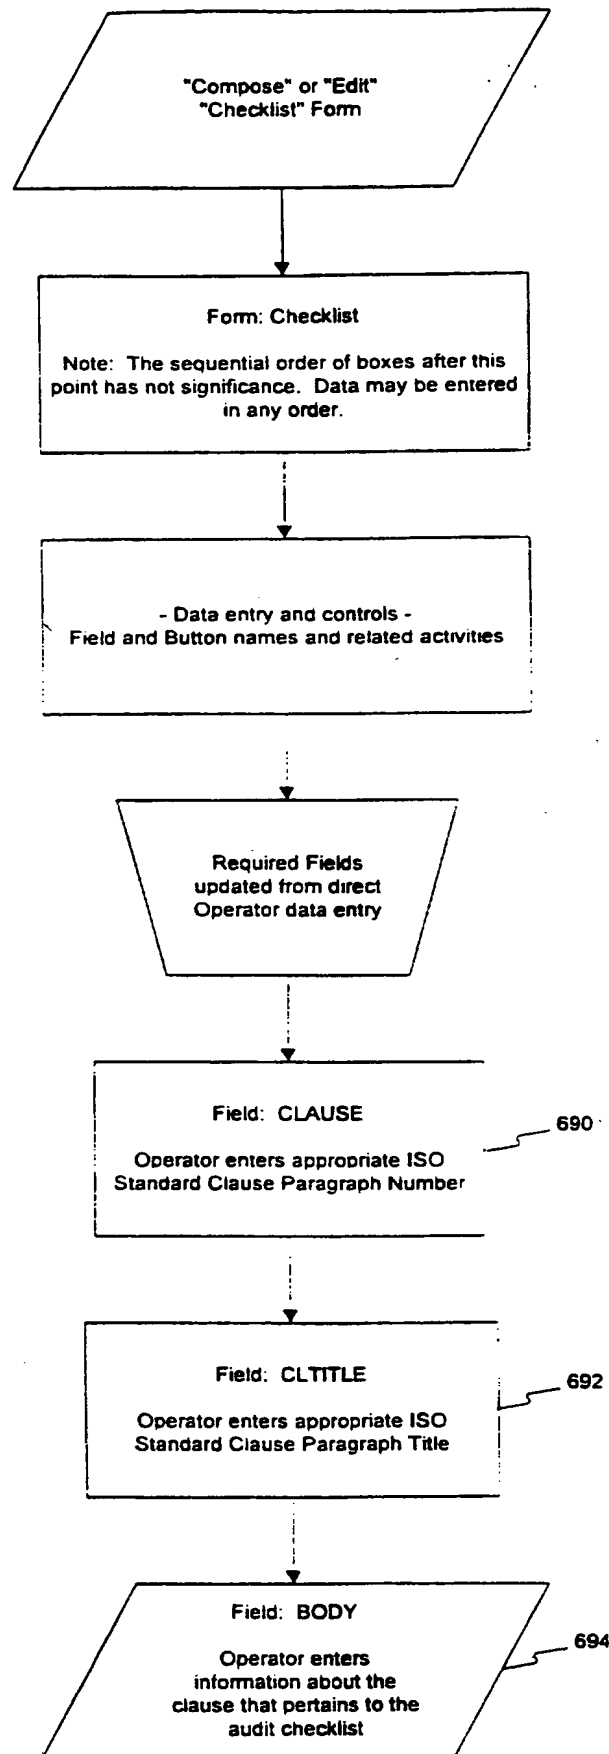 "Compose" or "Edit"
"Checklist" Form
Form: Checklist
Note: The sequential order of boxes after this
point has not significance. Data may be entered
in any order.
- Data entry and controls -
Field and Button names and related activities
Required Fields
updated from direct
Operator data entry
Field: CLAUSE
690
Operator enters appropriate ISO
Standard Clause Paragraph Number
Field: CLTITLE
692
Operator enters appropriate ISO
Standard Clause Paragraph Title
Field: BODY
694
Operator enters
information about the
clause that pertains to the
audit checklist